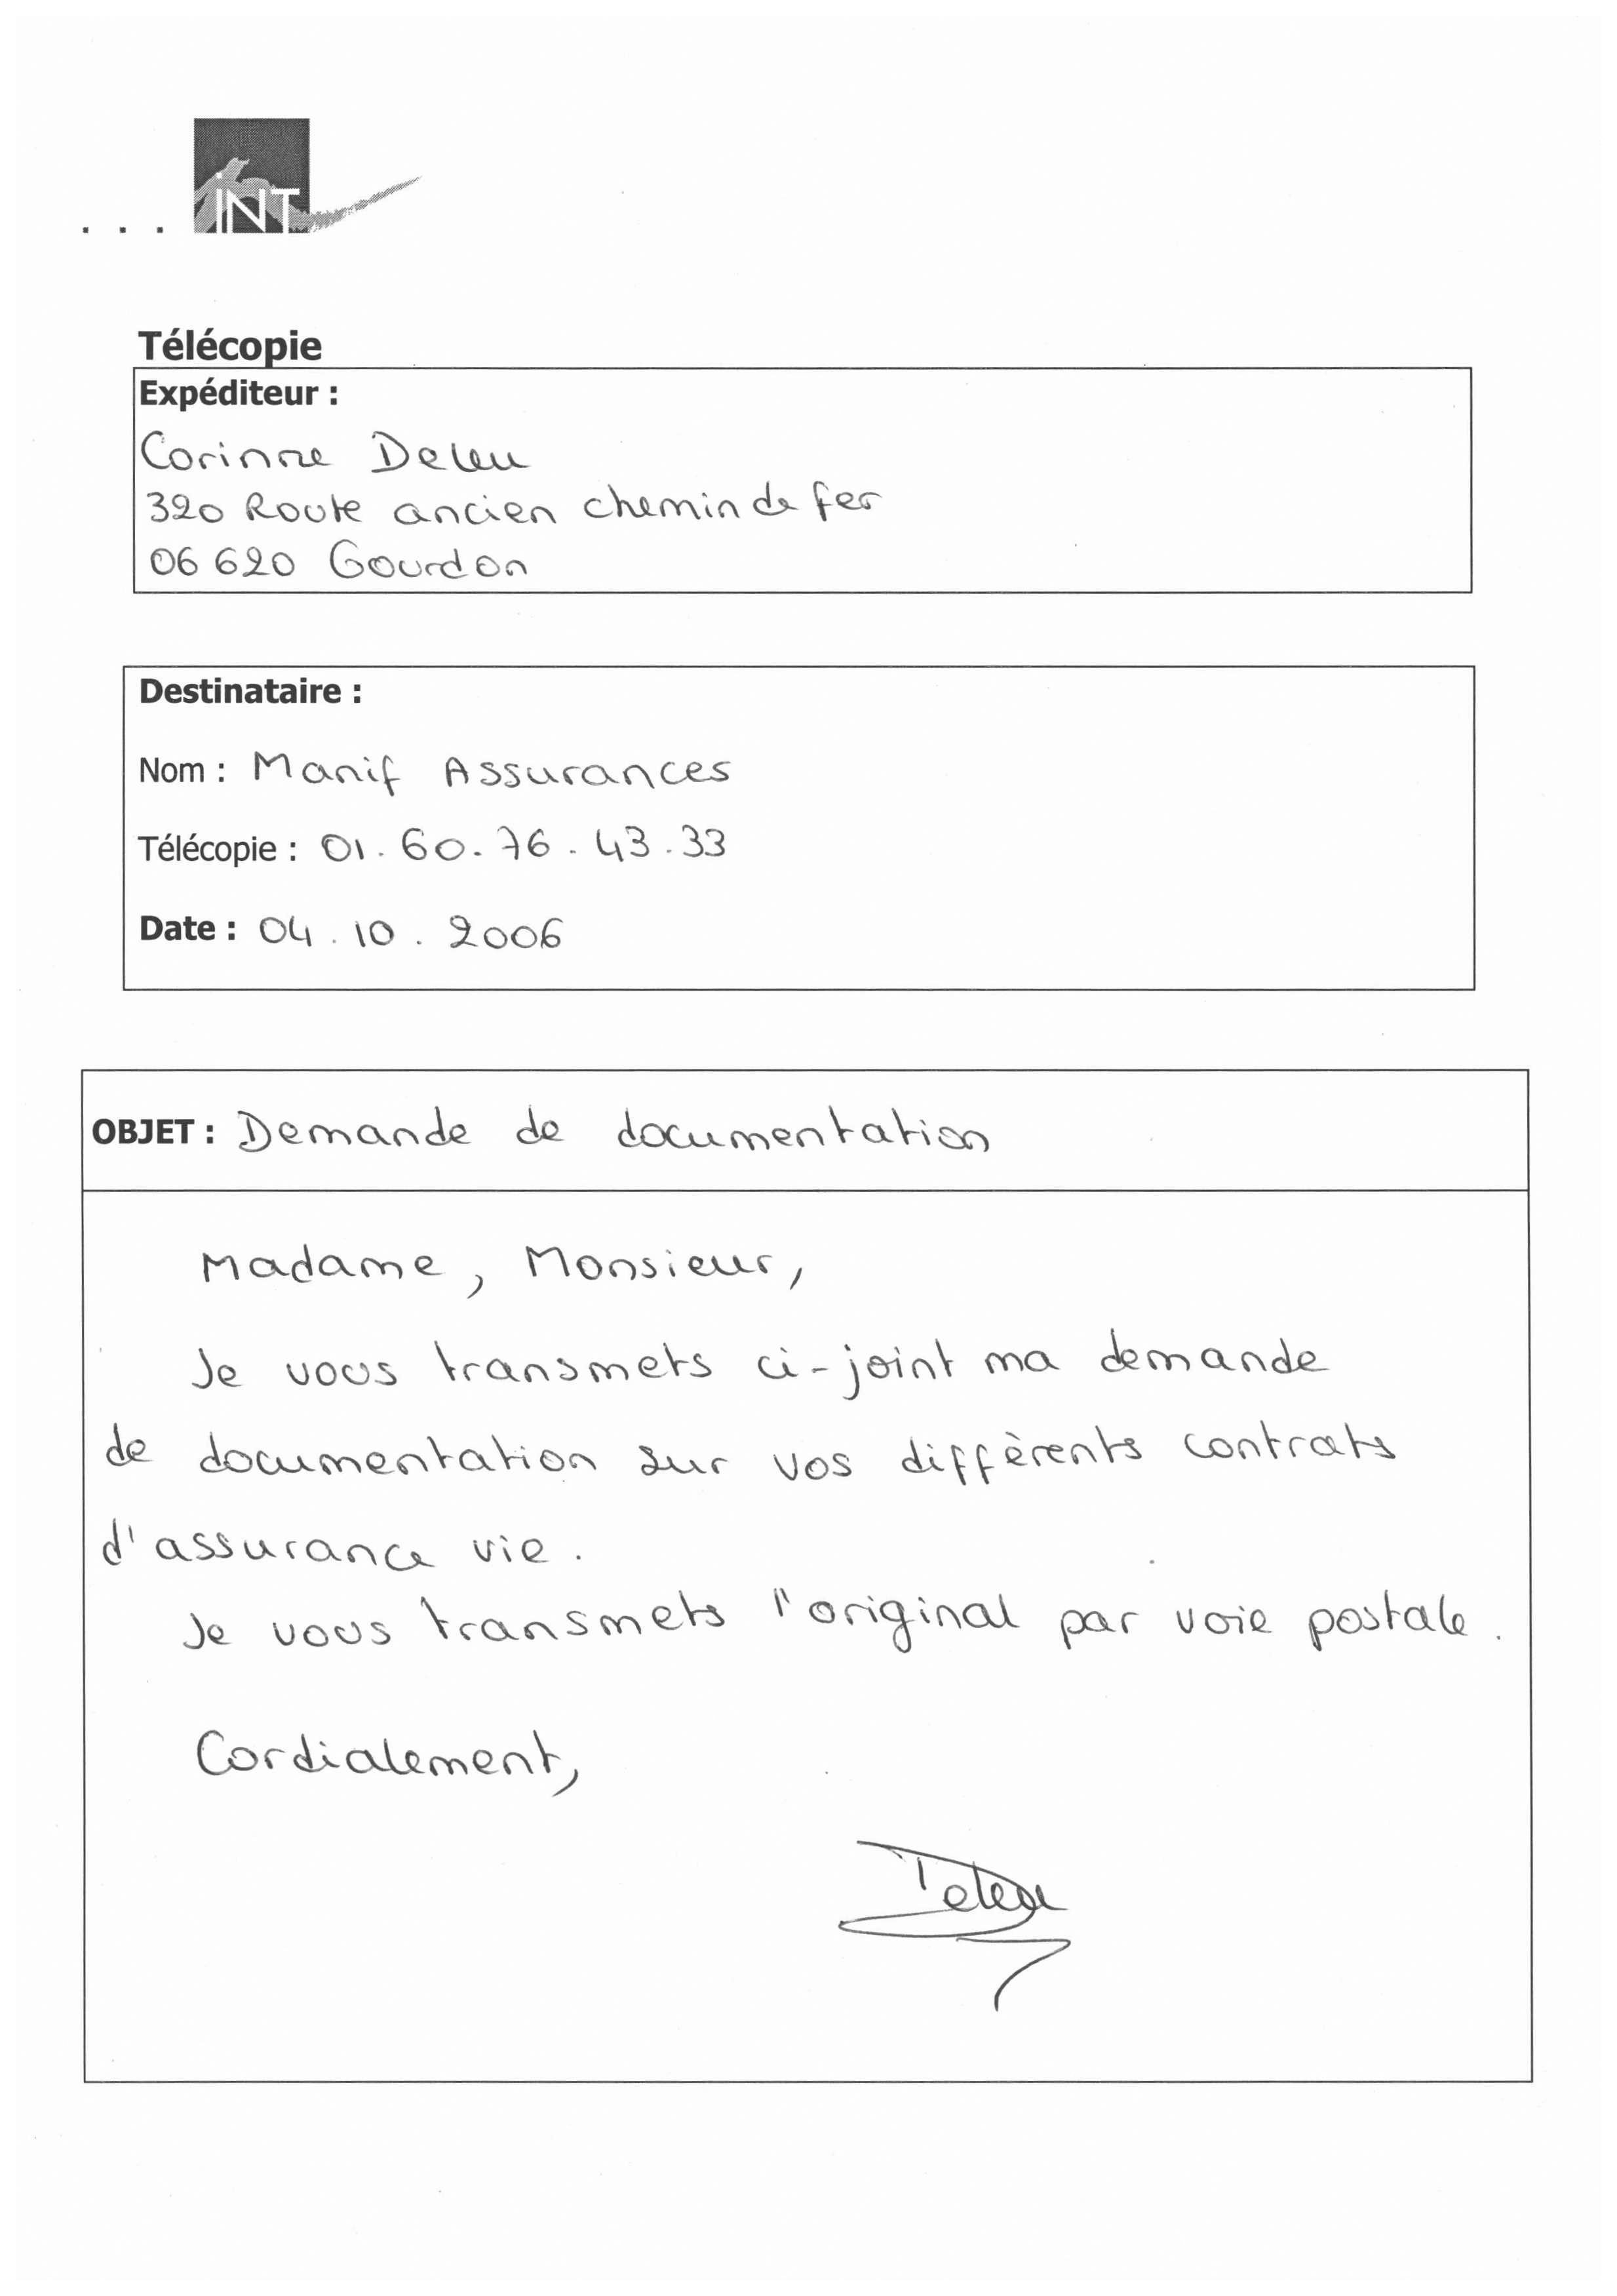 ... INT
Télécopie
Expéditeur :
Corinne Deleu
320 Route ancien chemin de fer
06 620 Gourdon
Destinataire :
Nom : Manif Assurances
Télécopie : 01.60.76.43.33
Date : 04.10.2006
OBJET : Demande de documentation
Madame, Monsieur,
Je vous transmets ci-joint ma demande
de documentation sur vos diffèrents contrats
d'assurance vie.
Je vous transmets l'original par voie postale.
Cordialement,
Deleu